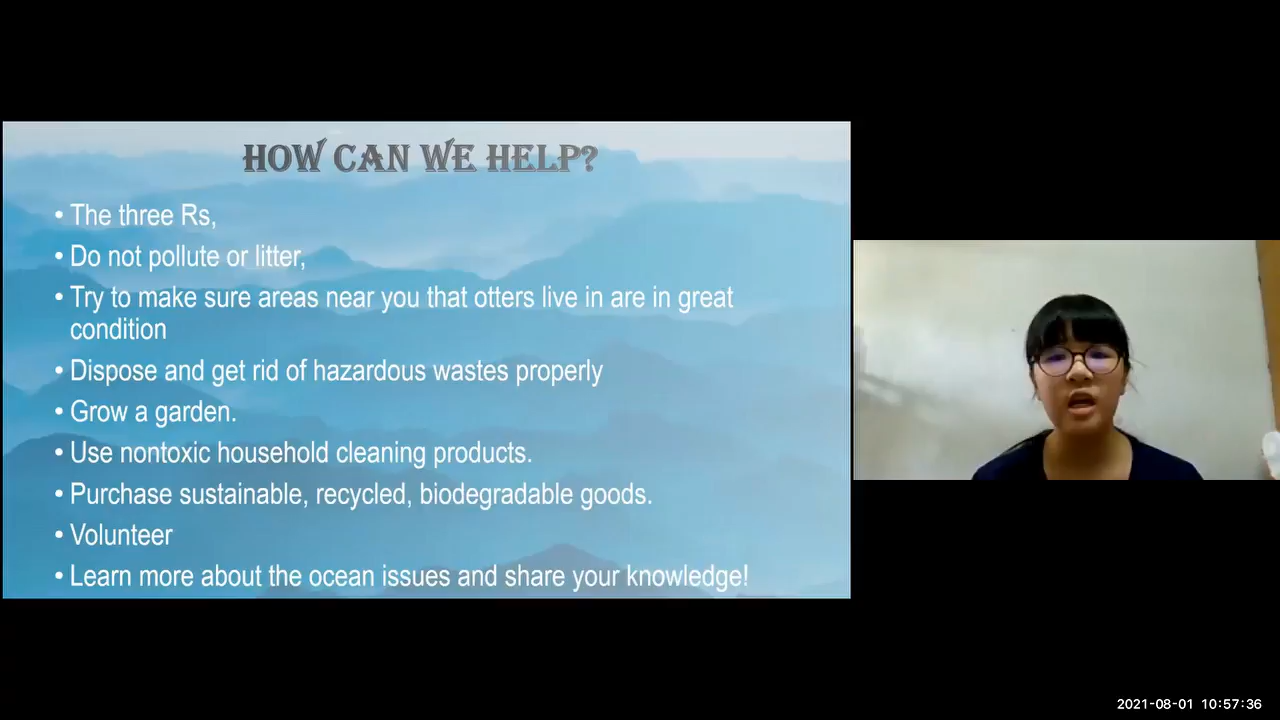 HOW CAN WE HELP?
• The three Rs,
• Do not pollute or litter,
• Try to make sure areas near you that otters live in are in great
condition
• Dispose and get rid of hazardous wastes properly
• Grow a garden.
• Use nontoxic household cleaning products.
• Purchase sustainable, recycled, biodegradable goods.
• Volunteer
• Learn more about the ocean issues and share your knowledge!
2021-08-01 10:57:36